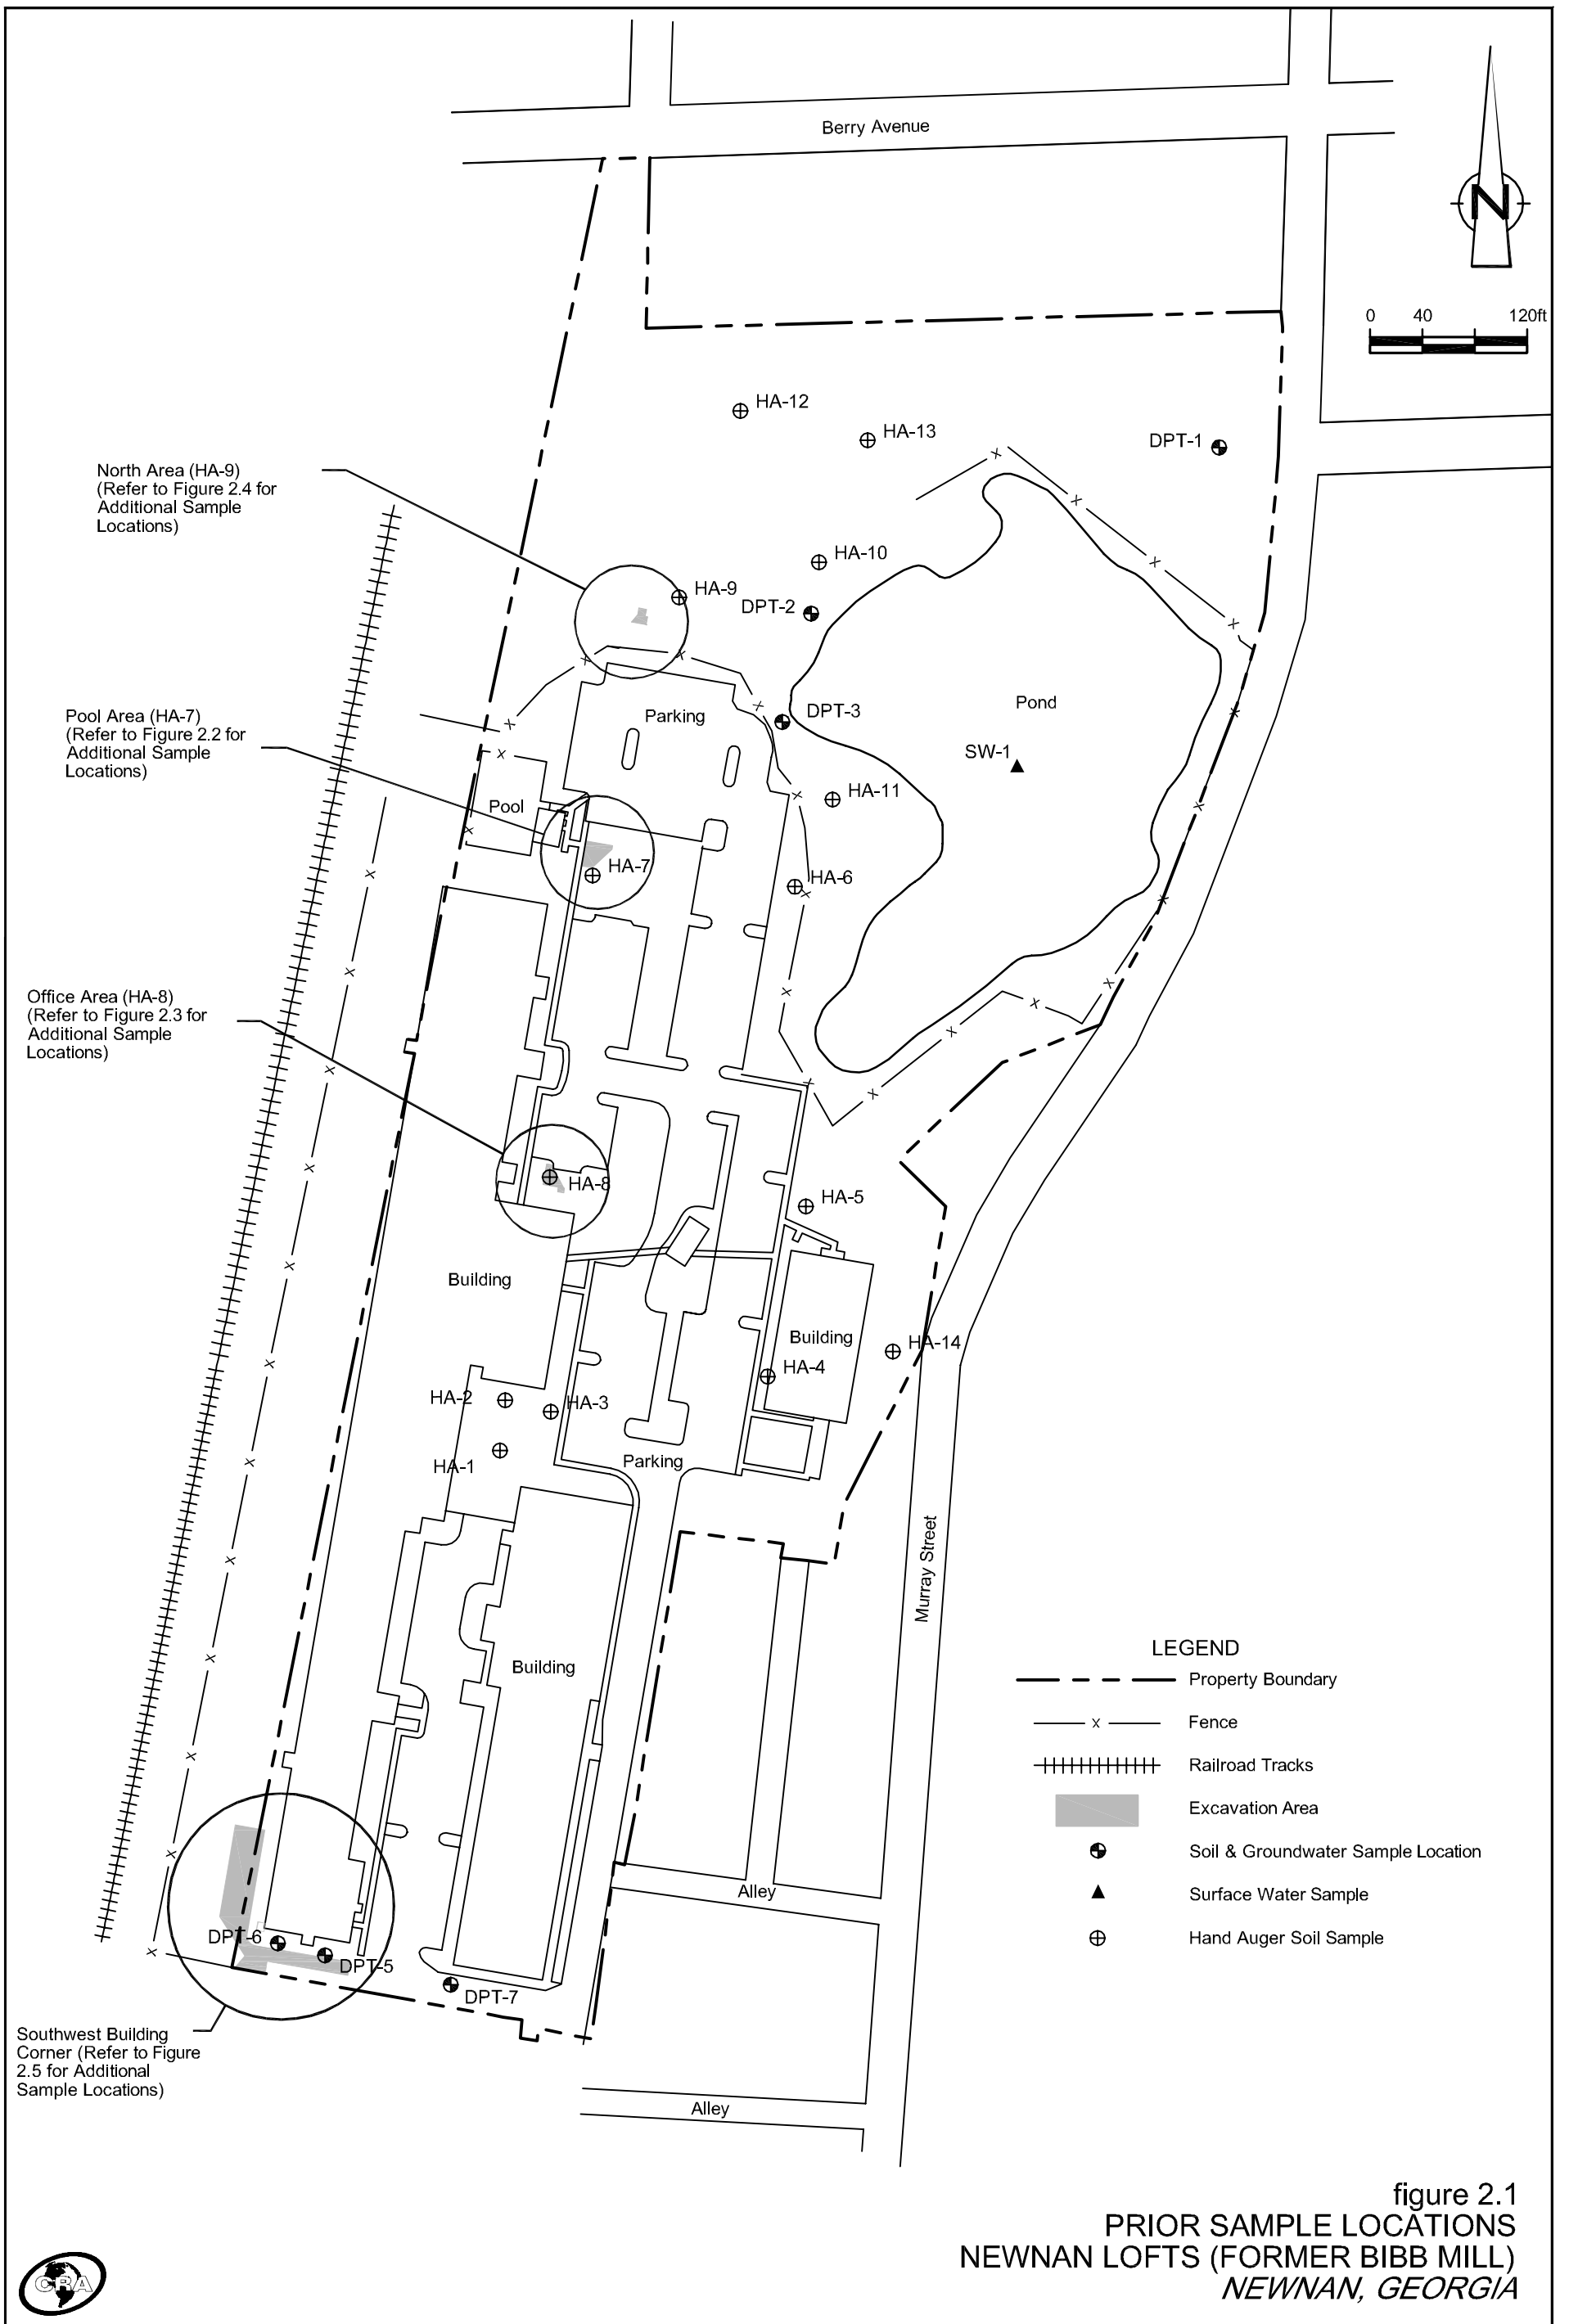 Berry Avenue
N
0 40 120ft
HA-12
HA-13
DPT-1
North Area (HA-9)
(Refer to Figure 2.4 for
Additional Sample
Locations)
HA-10
HA-9
DPT-2
Pool Area (HA-7)
(Refer to Figure 2.2 for
Additional Sample
Locations)
Parking
DPT-3
Pond
SW-1
Pool
HA-11
HA-7
HA-6
Office Area (HA-8)
(Refer to Figure 2.3 for
Additional Sample
Locations)
HA-8
HA-5
Building
Building
HA-14
HA-4
HA-2
HA-3
HA-1
Parking
Murray Street
Building
LEGEND
Property Boundary
x Fence
Railroad Tracks
Excavation Area
Soil & Groundwater Sample Location
Surface Water Sample
Hand Auger Soil Sample
Alley
DPT-6
DPT-5
DPT-7
Southwest Building
Corner (Refer to Figure
2.5 for Additional
Sample Locations)
Alley
figure 2.1
PRIOR SAMPLE LOCATIONS
NEWNAN LOFTS (FORMER BIBB MILL)
NEWNAN, GEORGIA
CRA